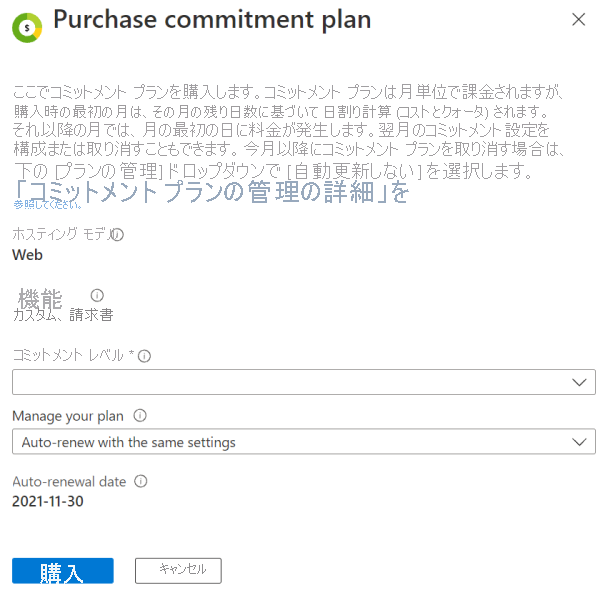 Purchase commitment plan
ここでコミットメント プランを購入します。コミットメント プランは月単位で課金されますが、
購入時の最初の月は、その月の残り日数に基づいて日割り計算 (コストとクォータ) されます。
それ以降の月では、月の最初の日に料金が発生します。翌月のコミットメント設定を
構成または取り消すこともできます。今月以降にコミットメント プランを取り消す場合は、
下の [プランの管理] ドロップダウンで [自動更新しない] を選択します。
「コミットメント プランの管理の詳細」を
参照してください。
ホスティング モデル
Web
機能
カスタム、請求書
コミットメント レベル *
Manage your plan
Auto-renew with the same settings
Auto-renewal date
2021-11-30
購入 キャンセル